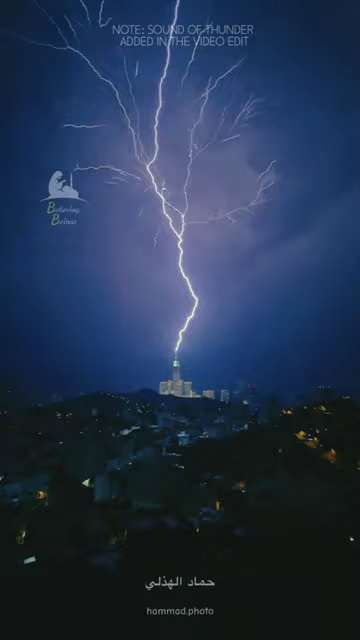 NOTE: SOUND OF THUNDER
ADDED IN THE VIDEO EDIT
Believing
Beings
حماد الهذلي
hammad.photo